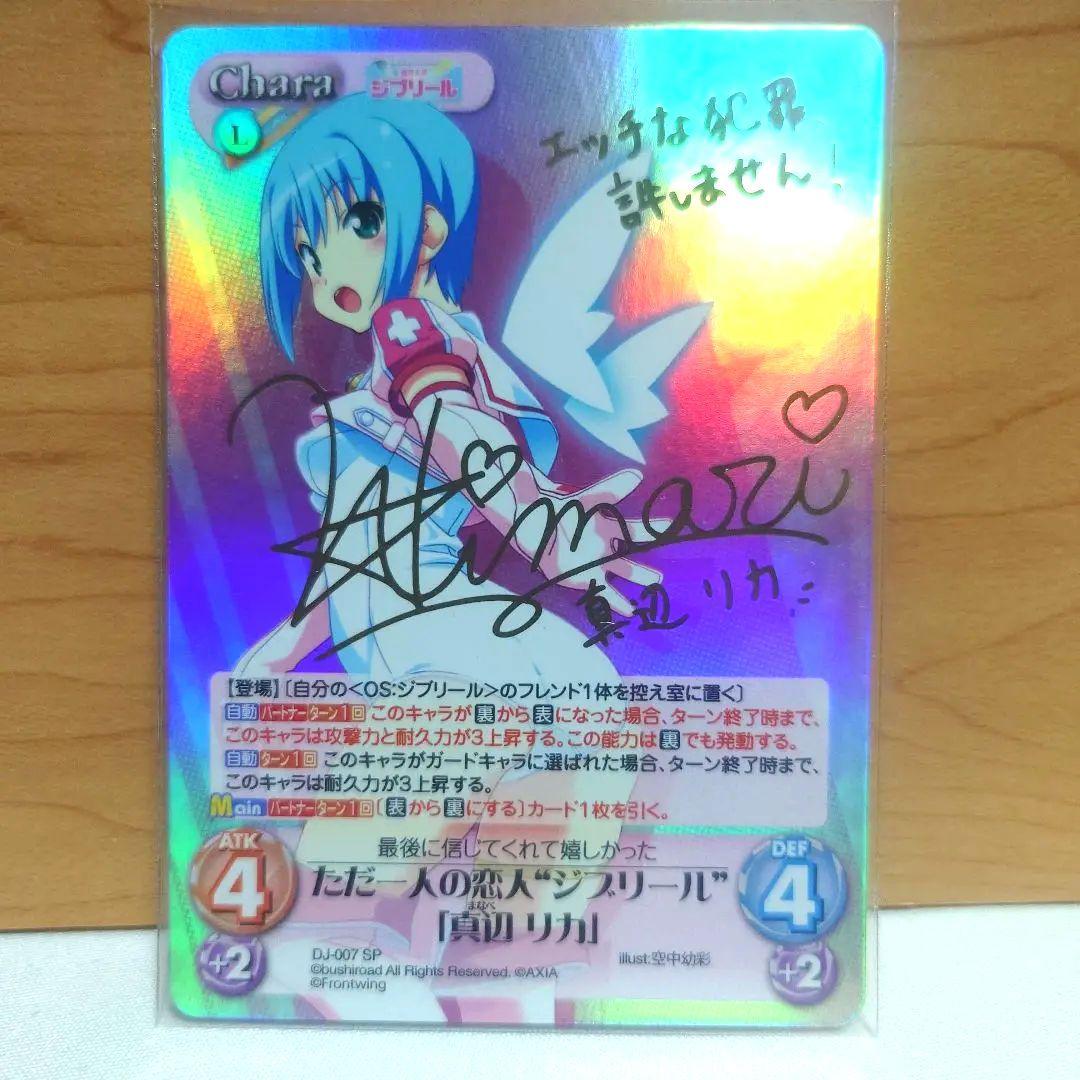 Chara
ジブリール
L
エッチな犯罪
許しません!
Himari
真辺 リカ
【登場】〔自分の<OS:ジブリール>のフレンド1体を控え室に置く〕
自動 パートナー ターン1回 このキャラが裏から表になった場合、ターン終了時まで、
このキャラは攻撃力と耐久力が3上昇する。この能力は裏でも発動する。
自動 ターン1回 このキャラがガードキャラに選ばれた場合、ターン終了時まで、
このキャラは耐久力が3上昇する。
Main パートナー ターン1回〔表から裏にする〕カード1枚を引く。
ATK
4
+2
最後に信じてくれて嬉しかった
ただ一人の恋人“ジブリール”
まなべ
「真辺 リカ」
DEF
4
+2
DJ-007 SP
illust:空中幼彩
©bushiroad All Rights Reserved. ©AXIA
©Frontwing